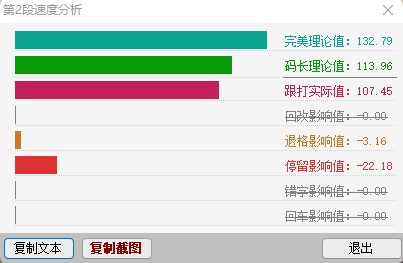 第2段速度分析
完美理论值：132.79
码长理论值：113.96
跟打实际值：107.45
回改影响值：-0.00
退格影响值：-3.16
停留影响值：-22.18
错字影响值：-0.00
回车影响值：-0.00
复制文本 复制截图 退出